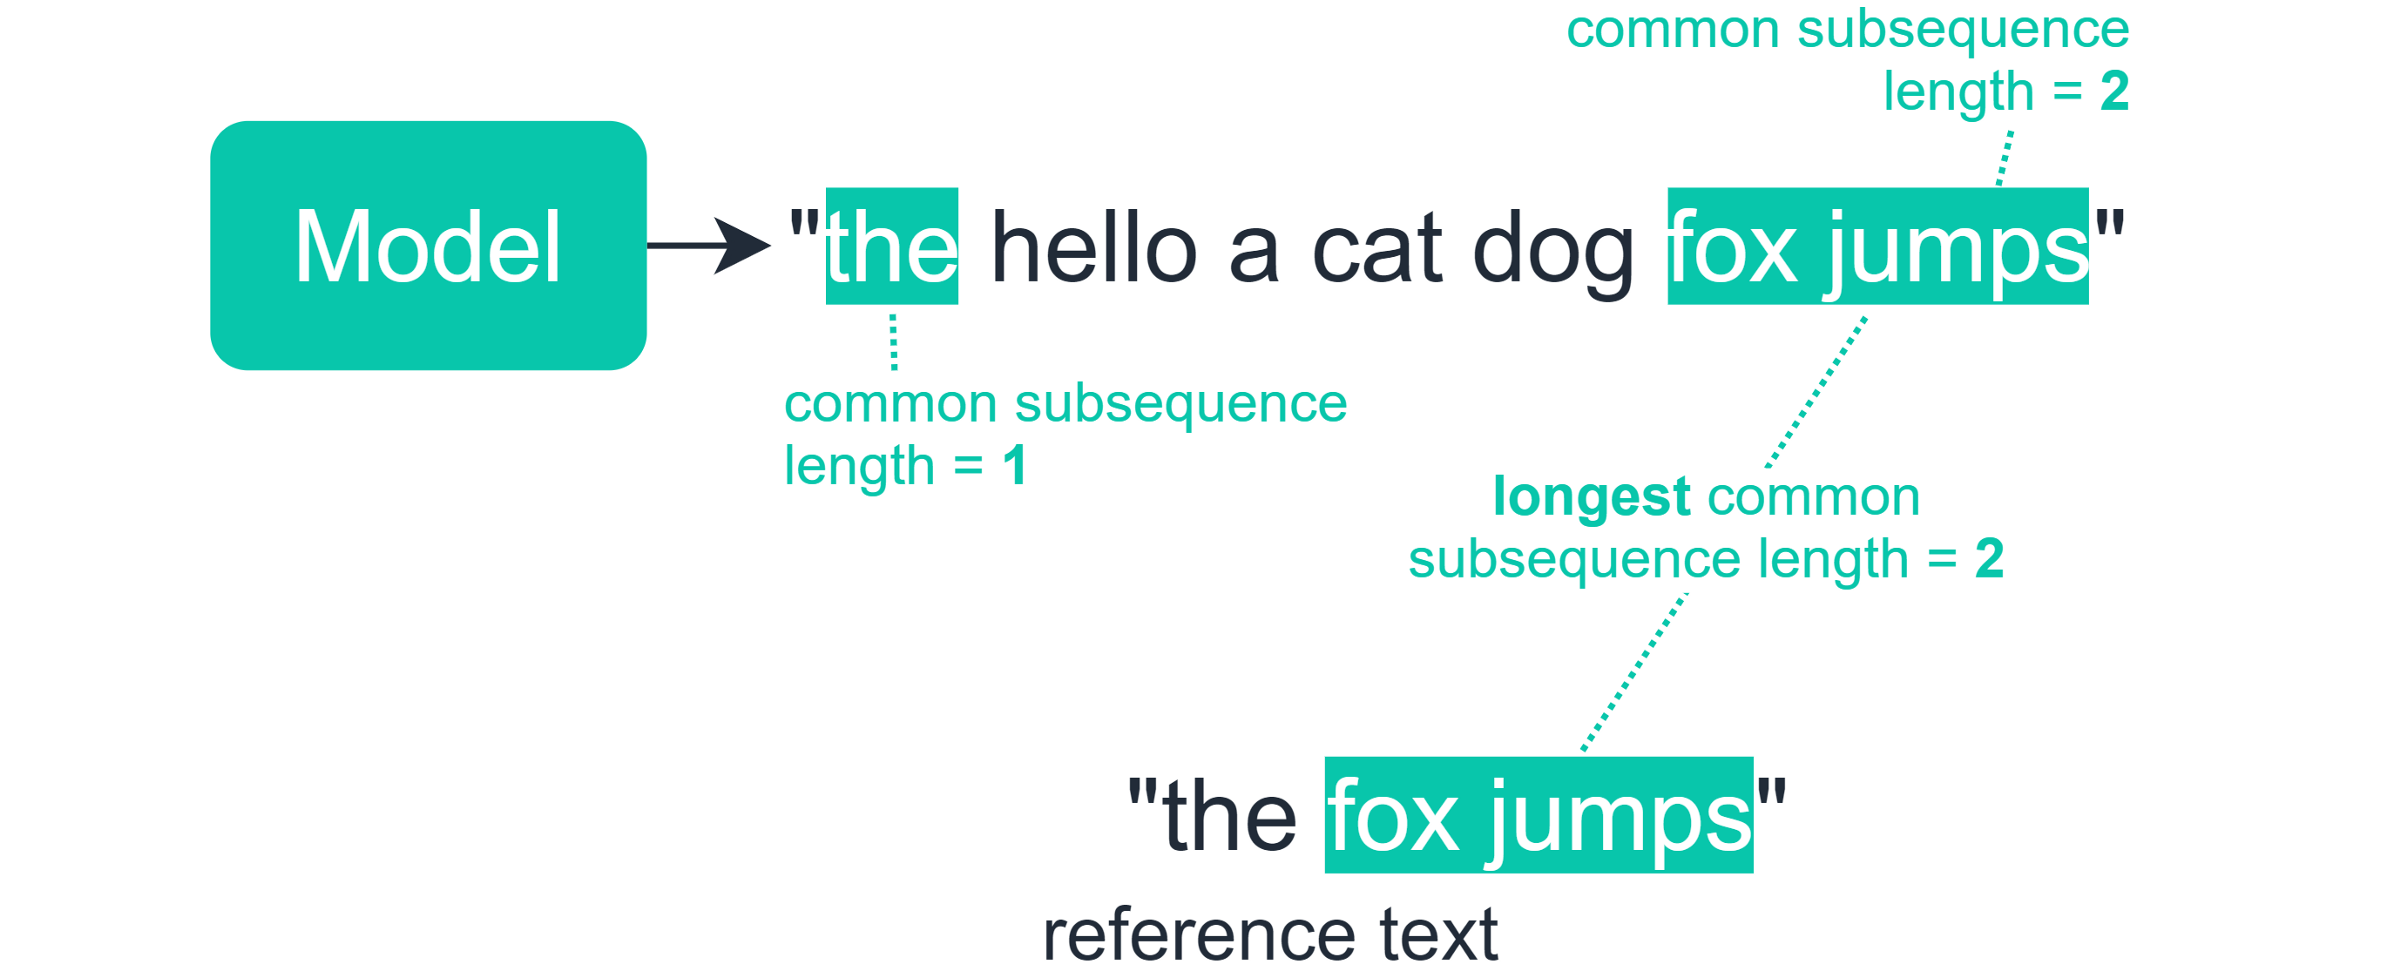 common subsequence
length = 2
Model
"the hello a cat dog fox jumps"
common subsequence
length = 1
longest common
subsequence length = 2
"the fox jumps"
reference text